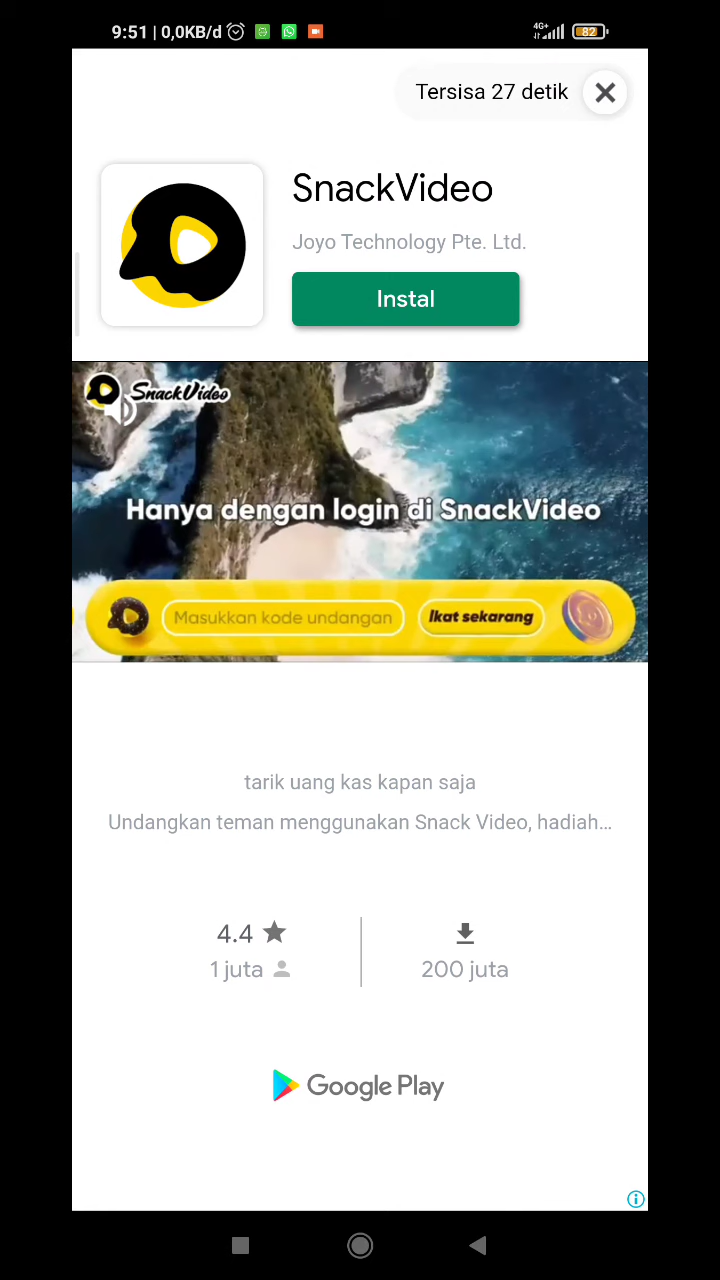 9:51 | 0,0KB/d
4G+
82
Tersisa 27 detik
SnackVideo
Joyo Technology Pte. Ltd.
Instal
SnackVideo
Hanya dengan login di SnackVideo
Masukkan kode undangan
Ikat sekarang
tarik uang kas kapan saja
Undangkan teman menggunakan Snack Video, hadiah...
4.4
1 juta
200 juta
Google Play